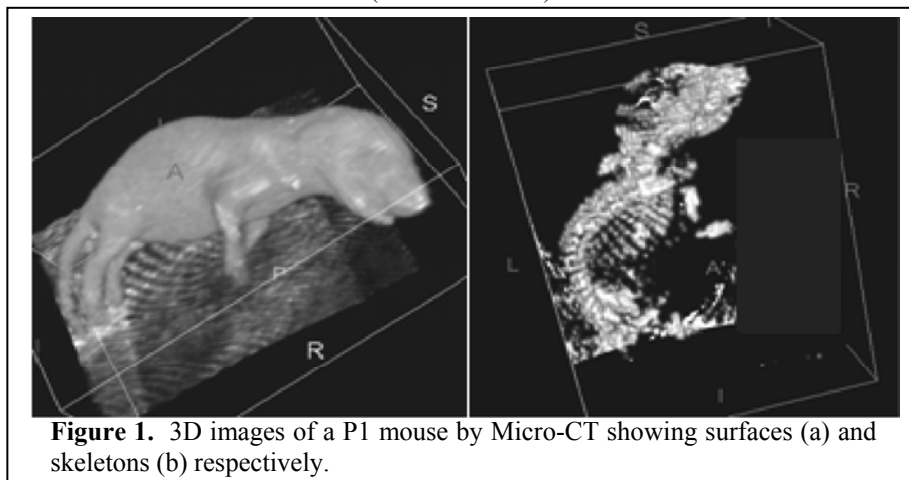 S
I
A
P
R
I
S
I
R
L
A
I
Figure 1. 3D images of a P1 mouse by Micro-CT showing surfaces (a) and
skeletons (b) respectively.